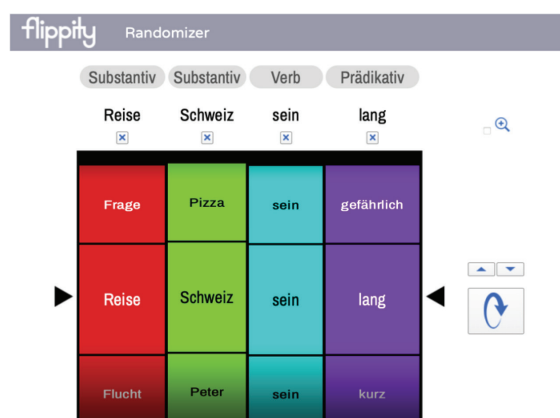 flippity Randomizer
Substantiv Substantiv Verb Prädikativ
Reise Schweiz sein lang
Frage Pizza sein gefährlich
Reise Schweiz sein lang
Flucht Peter sein kurz